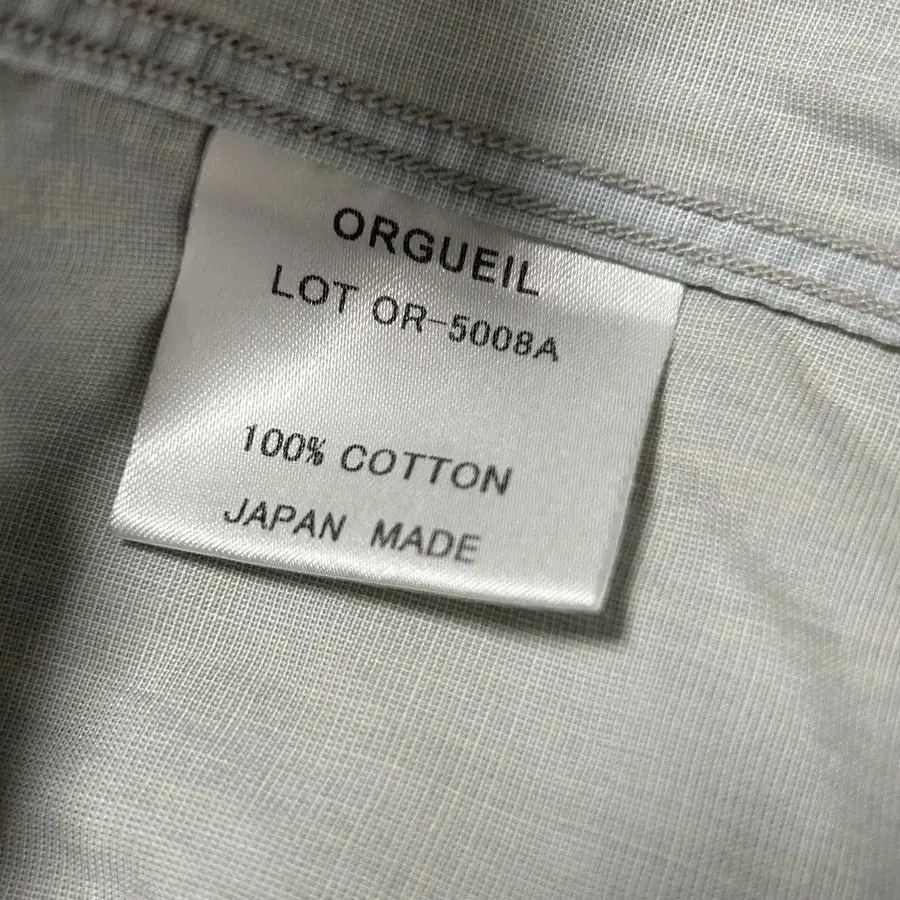 ORGUEIL
LOT OR-5008A
100% COTTON
JAPAN MADE